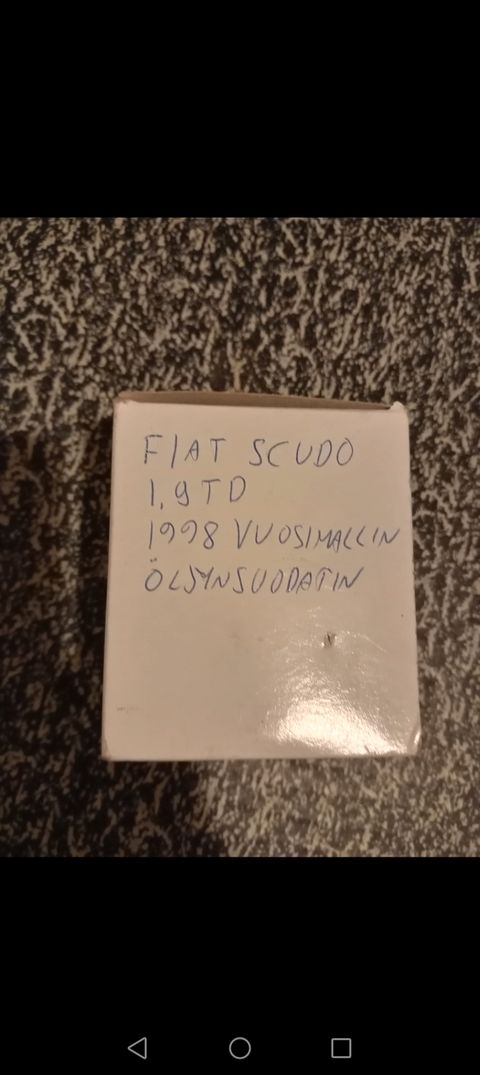 FIAT SCUDO
1.9TD
1998 VUOSIMALLIN
ÖLJYNSUODATIN